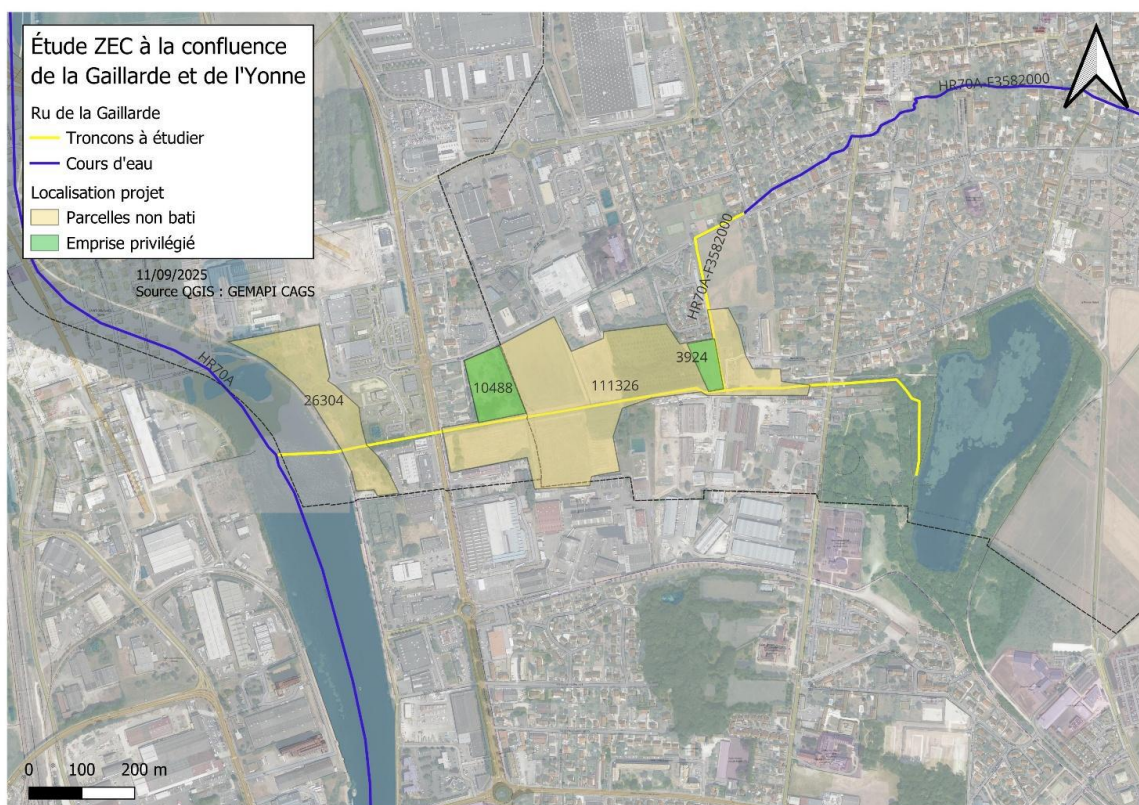 Étude ZEC à la confluence
de la Gaillarde et de l'Yonne
Ru de la Gaillarde
Troncons à étudier
Cours d'eau
Localisation projet
Parcelles non bati
Emprise privilégié
11/09/2025
Source QGIS : GEMAPI CAGS
HR70A-F3582000
HR70A-F3582000
HR70A
26304
10488
111326
3924
0 100 200 m